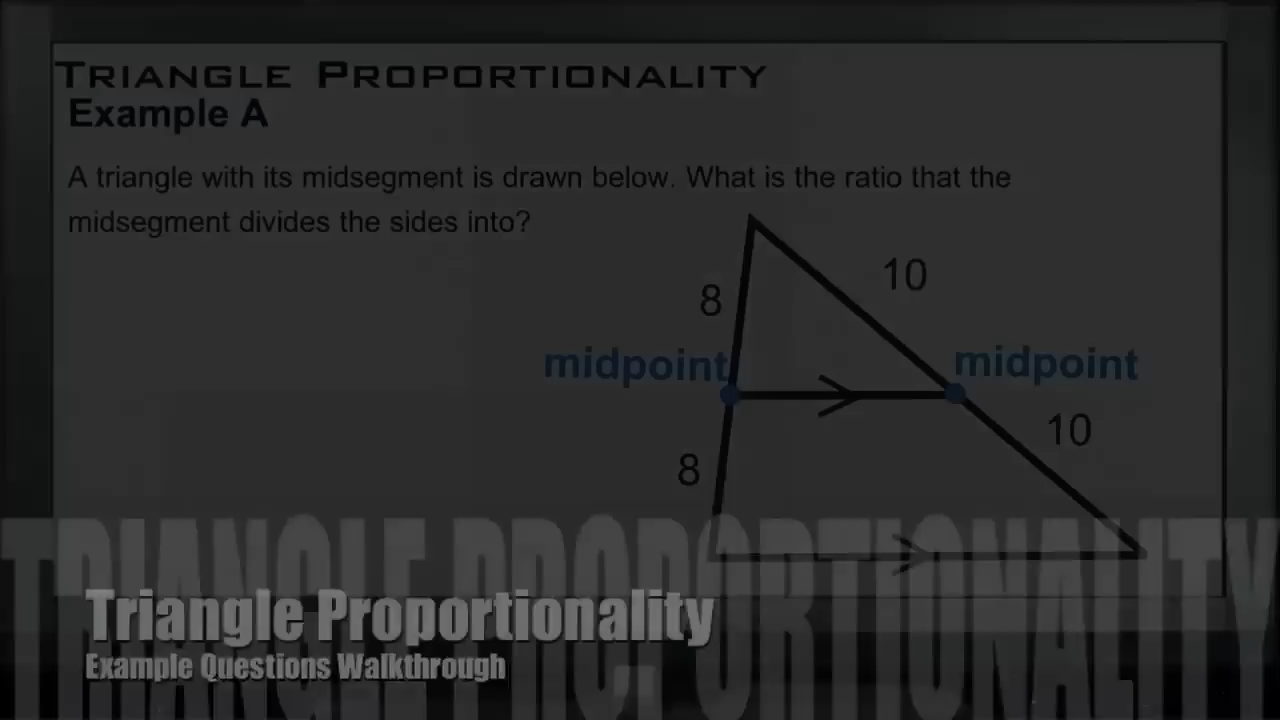 TRIANGLE PROPORTIONALITY
Example A
A triangle with its midsegment is drawn below. What is the ratio that the
midsegment divides the sides into?
10
8
midpoint
midpoint
10
8
TRIANGLE PROPORTIONALITY
Triangle Proportionality
Example Questions Walkthrough